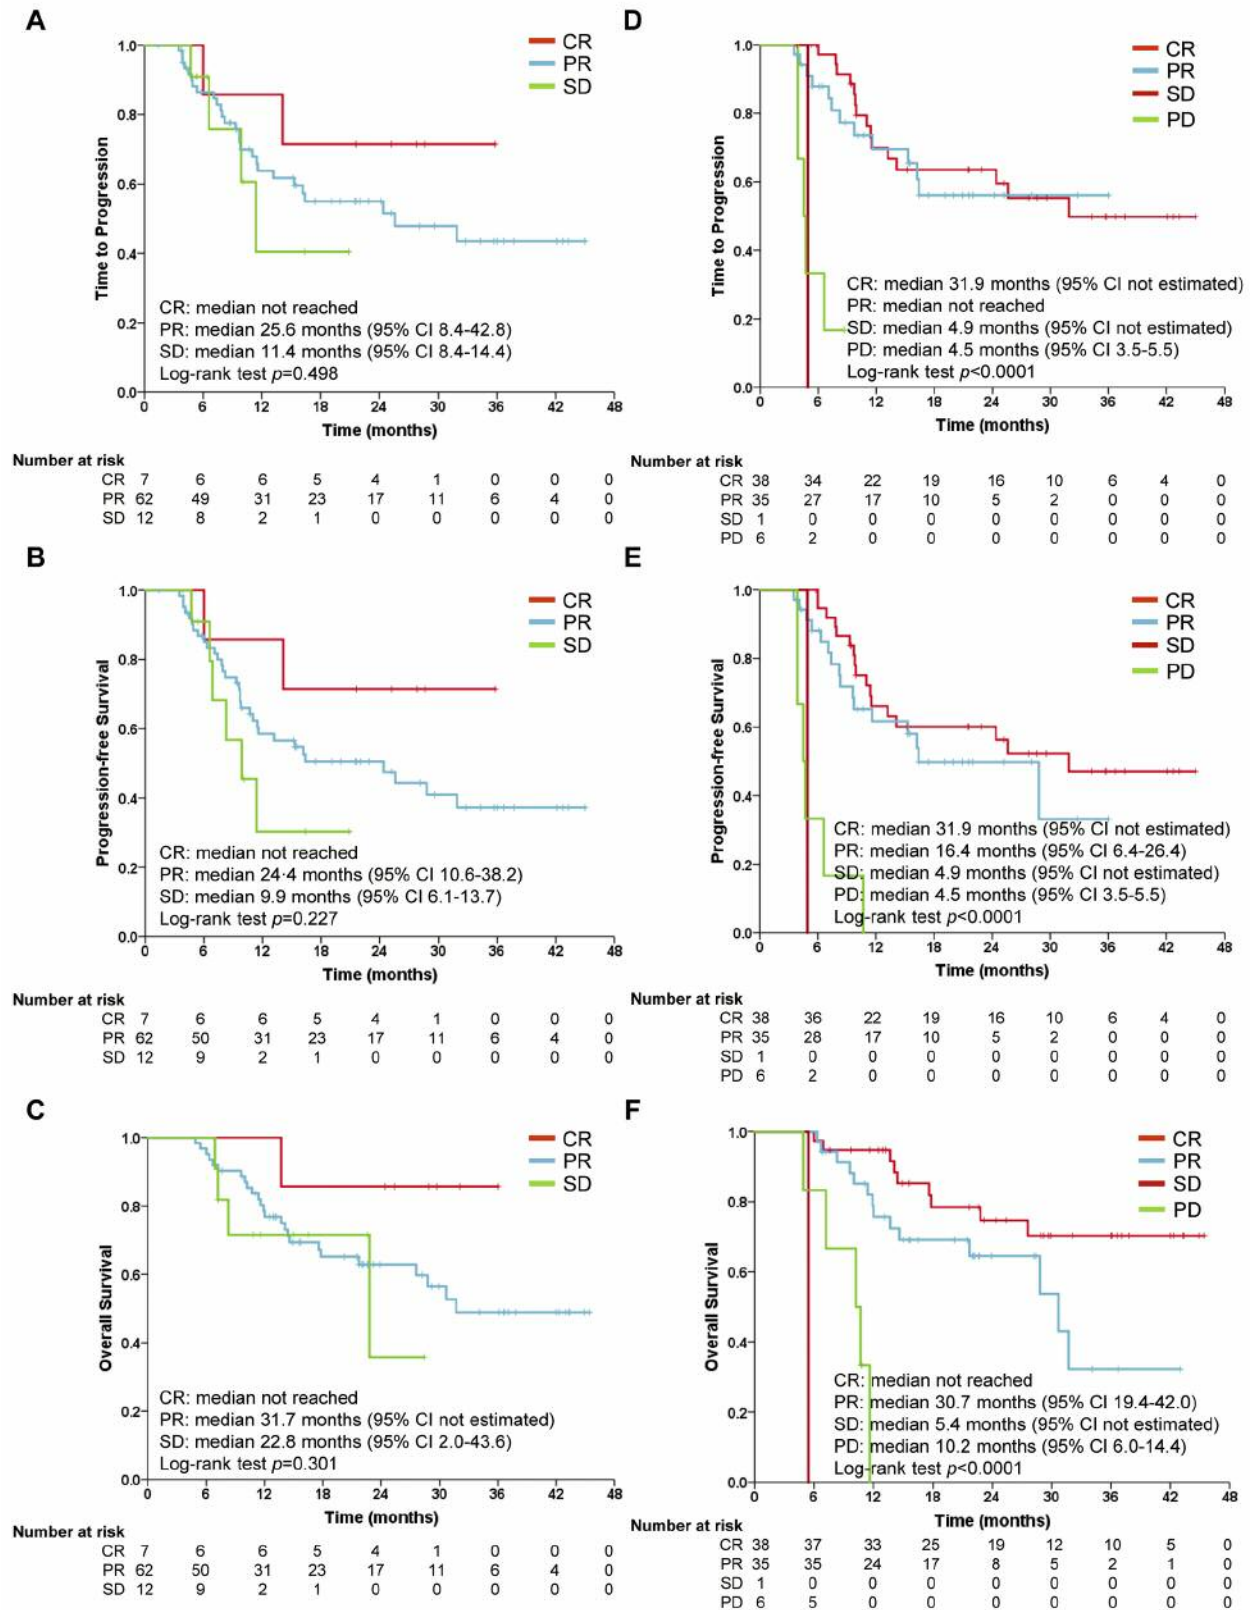 A
CR
PR
SD
1.0
0.8
0.6
0.4
0.2
0.0
Time to Progression
CR: median not reached
PR: median 25.6 months (95% CI 8.4-42.8)
SD: median 11.4 months (95% CI 8.4-14.4)
Log-rank test p=0.498
0 6 12 18 24 30 36 42 48
Time (months)
Number at risk
CR 7 6 6 5 4 1 0 0 0
PR 62 49 31 23 17 11 6 4 0
SD 12 8 2 1 0 0 0 0 0
D
CR
PR
SD
PD
1.0
0.8
0.6
0.4
0.2
0.0
Time to Progression
CR: median 31.9 months (95% CI not estimated)
PR: median not reached
SD: median 4.9 months (95% CI not estimated)
PD: median 4.5 months (95% CI 3.5-5.5)
Log-rank test p<0.0001
0 6 12 18 24 30 36 42 48
Time (months)
Number at risk
CR 38 34 22 19 16 10 6 4 0
PR 35 27 17 10 5 2 0 0 0
SD 1 0 0 0 0 0 0 0 0
PD 6 2 0 0 0 0 0 0 0
B
CR
PR
SD
1.0
0.8
0.6
0.4
0.2
0.0
Progression-free Survival
CR: median not reached
PR: median 24·4 months (95% CI 10.6-38.2)
SD: median 9.9 months (95% CI 6.1-13.7)
Log-rank test p=0.227
0 6 12 18 24 30 36 42 48
Time (months)
Number at risk
CR 7 6 6 5 4 1 0 0 0
PR 62 50 31 23 17 11 6 4 0
SD 12 9 2 1 0 0 0 0 0
E
CR
PR
SD
PD
1.0
0.8
0.6
0.4
0.2
0.0
Progression-free Survival
CR: median 31.9 months (95% CI not estimated)
PR: median 16.4 months (95% CI 6.4-26.4)
SD: median 4.9 months (95% CI not estimated)
PD: median 4.5 months (95% CI 3.5-5.5)
Log-rank test p<0.0001
0 6 12 18 24 30 36 42 48
Time (months)
Number at risk
CR 38 36 22 19 16 10 6 4 0
PR 35 28 17 10 5 2 0 0 0
SD 1 0 0 0 0 0 0 0 0
PD 6 2 0 0 0 0 0 0 0
C
CR
PR
SD
1.0
0.8
0.6
0.4
0.2
0.0
Overall Survival
CR: median not reached
PR: median 31.7 months (95% CI not estimated)
SD: median 22.8 months (95% CI 2.0-43.6)
Log-rank test p=0.301
0 6 12 18 24 30 36 42 48
Time (months)
Number at risk
CR 7 6 6 5 4 1 0 0 0
PR 62 50 31 23 17 11 6 4 0
SD 12 9 2 1 0 0 0 0 0
F
CR
PR
SD
PD
1.0
0.8
0.6
0.4
0.2
0.0
Overall Survival
CR: median not reached
PR: median 30.7 months (95% CI 19.4-42.0)
SD: median 5.4 months (95% CI not estimated)
PD: median 10.2 months (95% CI 6.0-14.4)
Log-rank test p<0.0001
0 6 12 18 24 30 36 42 48
Time (months)
Number at risk
CR 38 37 33 25 19 12 10 5 0
PR 35 35 24 17 8 5 2 1 0
SD 1 0 0 0 0 0 0 0 0
PD 6 5 0 0 0 0 0 0 0